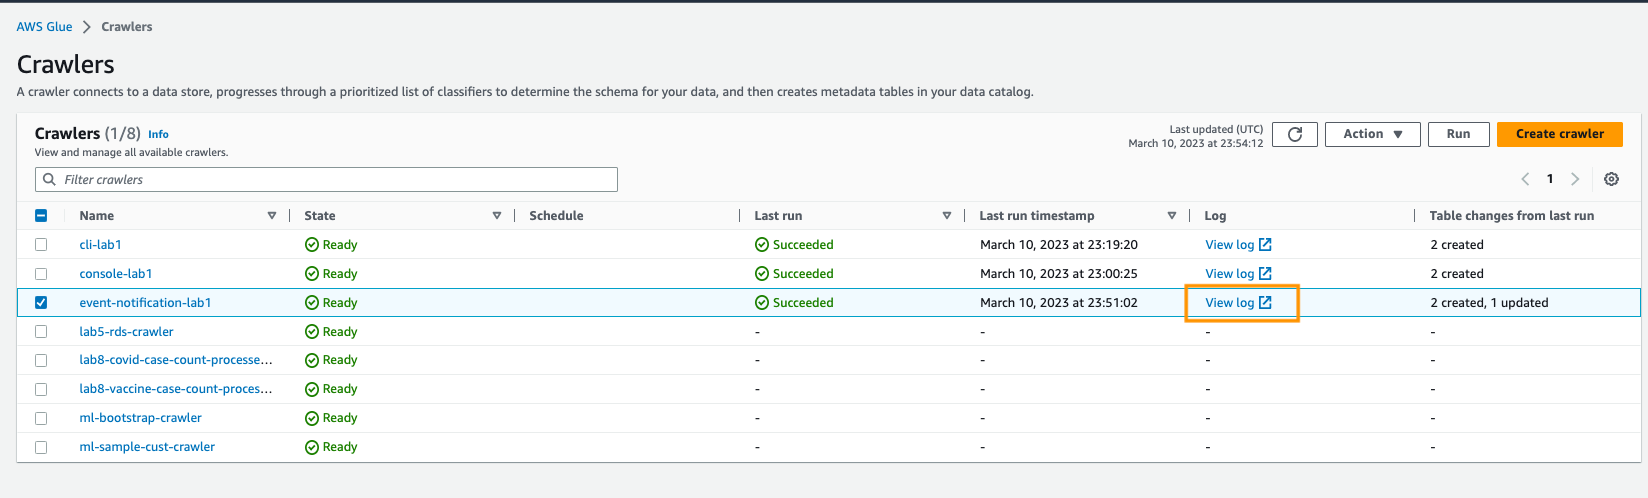 AWS Glue > Crawlers
Crawlers
A crawler connects to a data store, progresses through a prioritized list of classifiers to determine the schema for your data, and then creates metadata tables in your data catalog.
Crawlers (1/8) Info
View and manage all available crawlers.
Last updated (UTC)
March 10, 2023 at 23:54:12
Action Run Create crawler
Filter crawlers
1
Name State Schedule Last run Last run timestamp Log Table changes from last run
cli-lab1 Ready Succeeded March 10, 2023 at 23:19:20 View log 2 created
console-lab1 Ready Succeeded March 10, 2023 at 23:00:25 View log 2 created
event-notification-lab1 Ready Succeeded March 10, 2023 at 23:51:02 View log 2 created, 1 updated
lab5-rds-crawler Ready - - - -
lab8-covid-case-count-processe... Ready - - - -
lab8-vaccine-case-count-proces... Ready - - - -
ml-bootstrap-crawler Ready - - - -
ml-sample-cust-crawler Ready - - - -